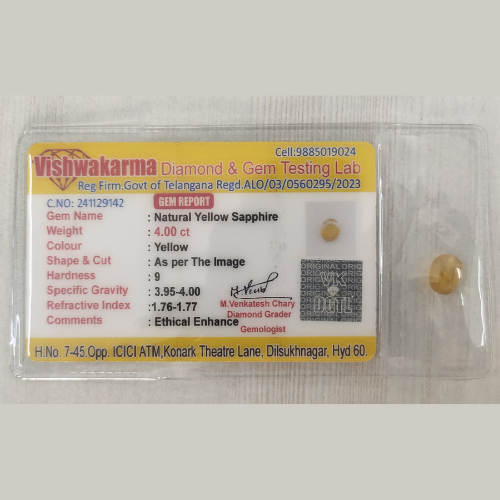 Cell:9885019024
Vishwakarma Diamond & Gem Testing Lab
Reg Firm.Govt of Telangana Regd.ALO/03/0560295/2023
C.NO: 241129142 GEM REPORT
Gem Name : Natural Yellow Sapphire
Weight : 4.00 ct
Colour : Yellow
Shape & Cut : As per The Image
Hardness : 9
Specific Gravity : 3.95-4.00
Refractive Index : 1.76-1.77
Comments : Ethical Enhance
M.Venkatesh Chary
Diamond Grader
Gemologist
ORIGINAL ORIGINAL ORIG
H.No. 7-45.Opp. ICICI ATM,Konark Theatre Lane, Dilsukhnagar, Hyd 60.